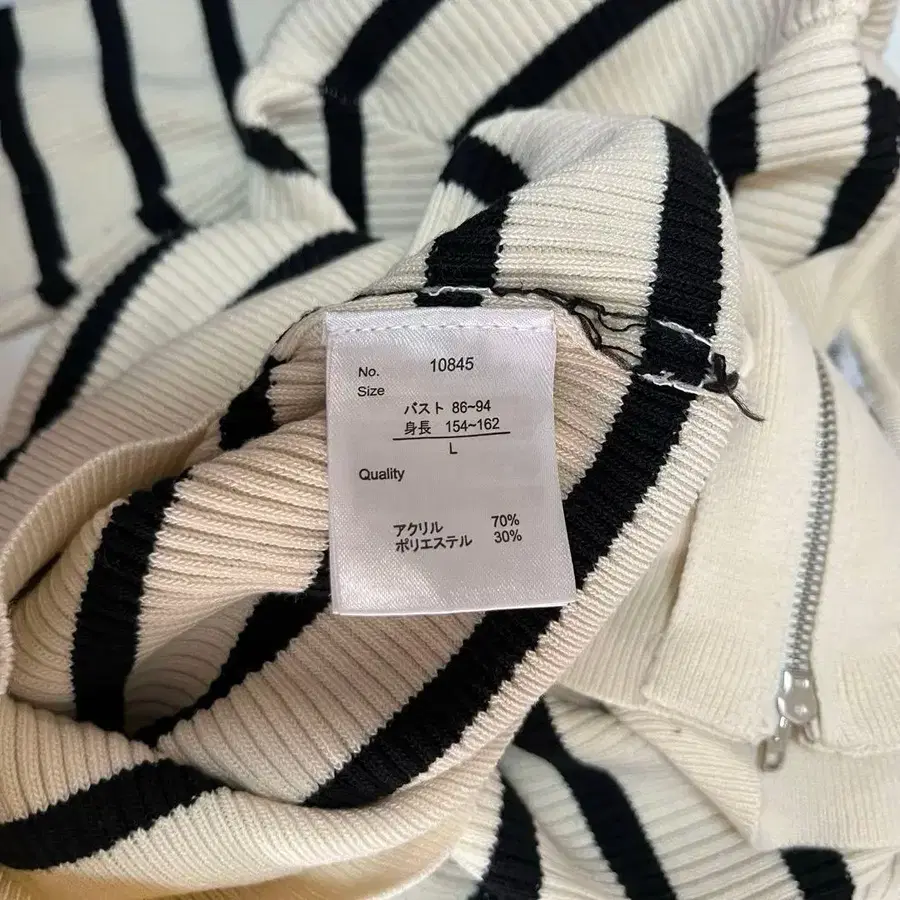 No. 10845
Size
バスト 86~94
身長 154~162
L
Quality
アクリル 70%
ポリエステル 30%